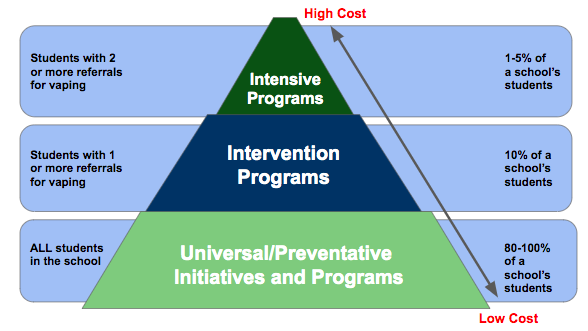 High Cost
Students with 2
or more referrals
for vaping
Intensive
Programs
1-5% of
a school's
students
Students with 1
or more referrals
for vaping
Intervention
Programs
10% of a
school's
students
ALL students
in the school
Universal/Preventative
Initiatives and Programs
80-100%
of a
school's
students
Low Cost